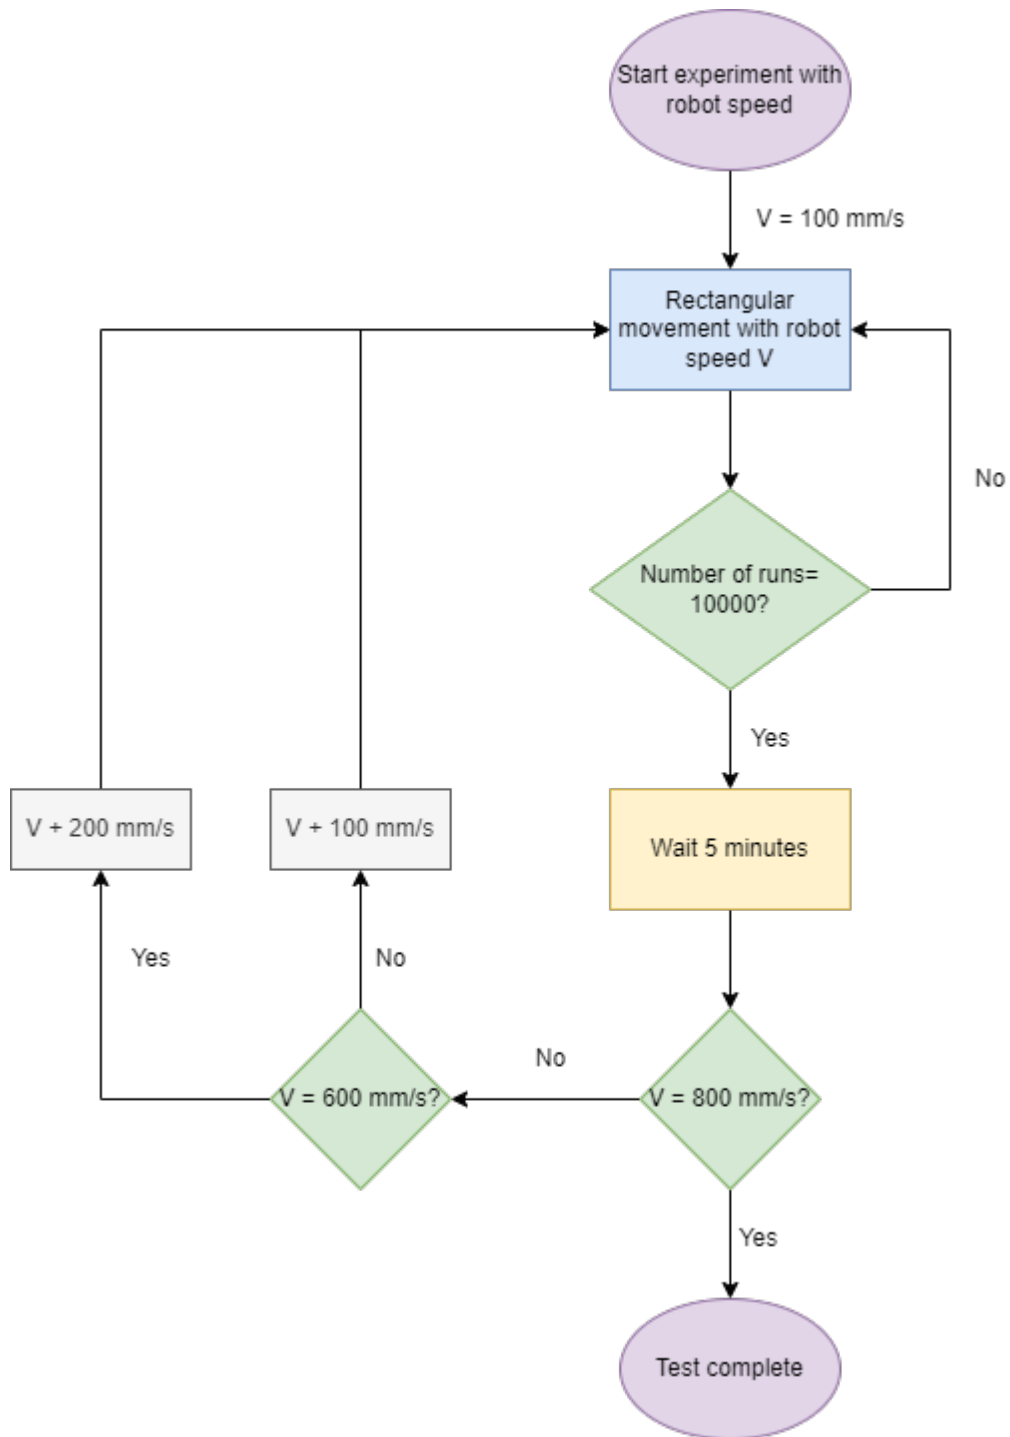 Start experiment with
robot speed
V = 100 mm/s
Rectangular
movement with robot
speed V
No
Number of runs=
10000?
Yes
V + 200 mm/s
V + 100 mm/s
Wait 5 minutes
Yes
No
No
V = 600 mm/s?
V = 800 mm/s?
Yes
Test complete